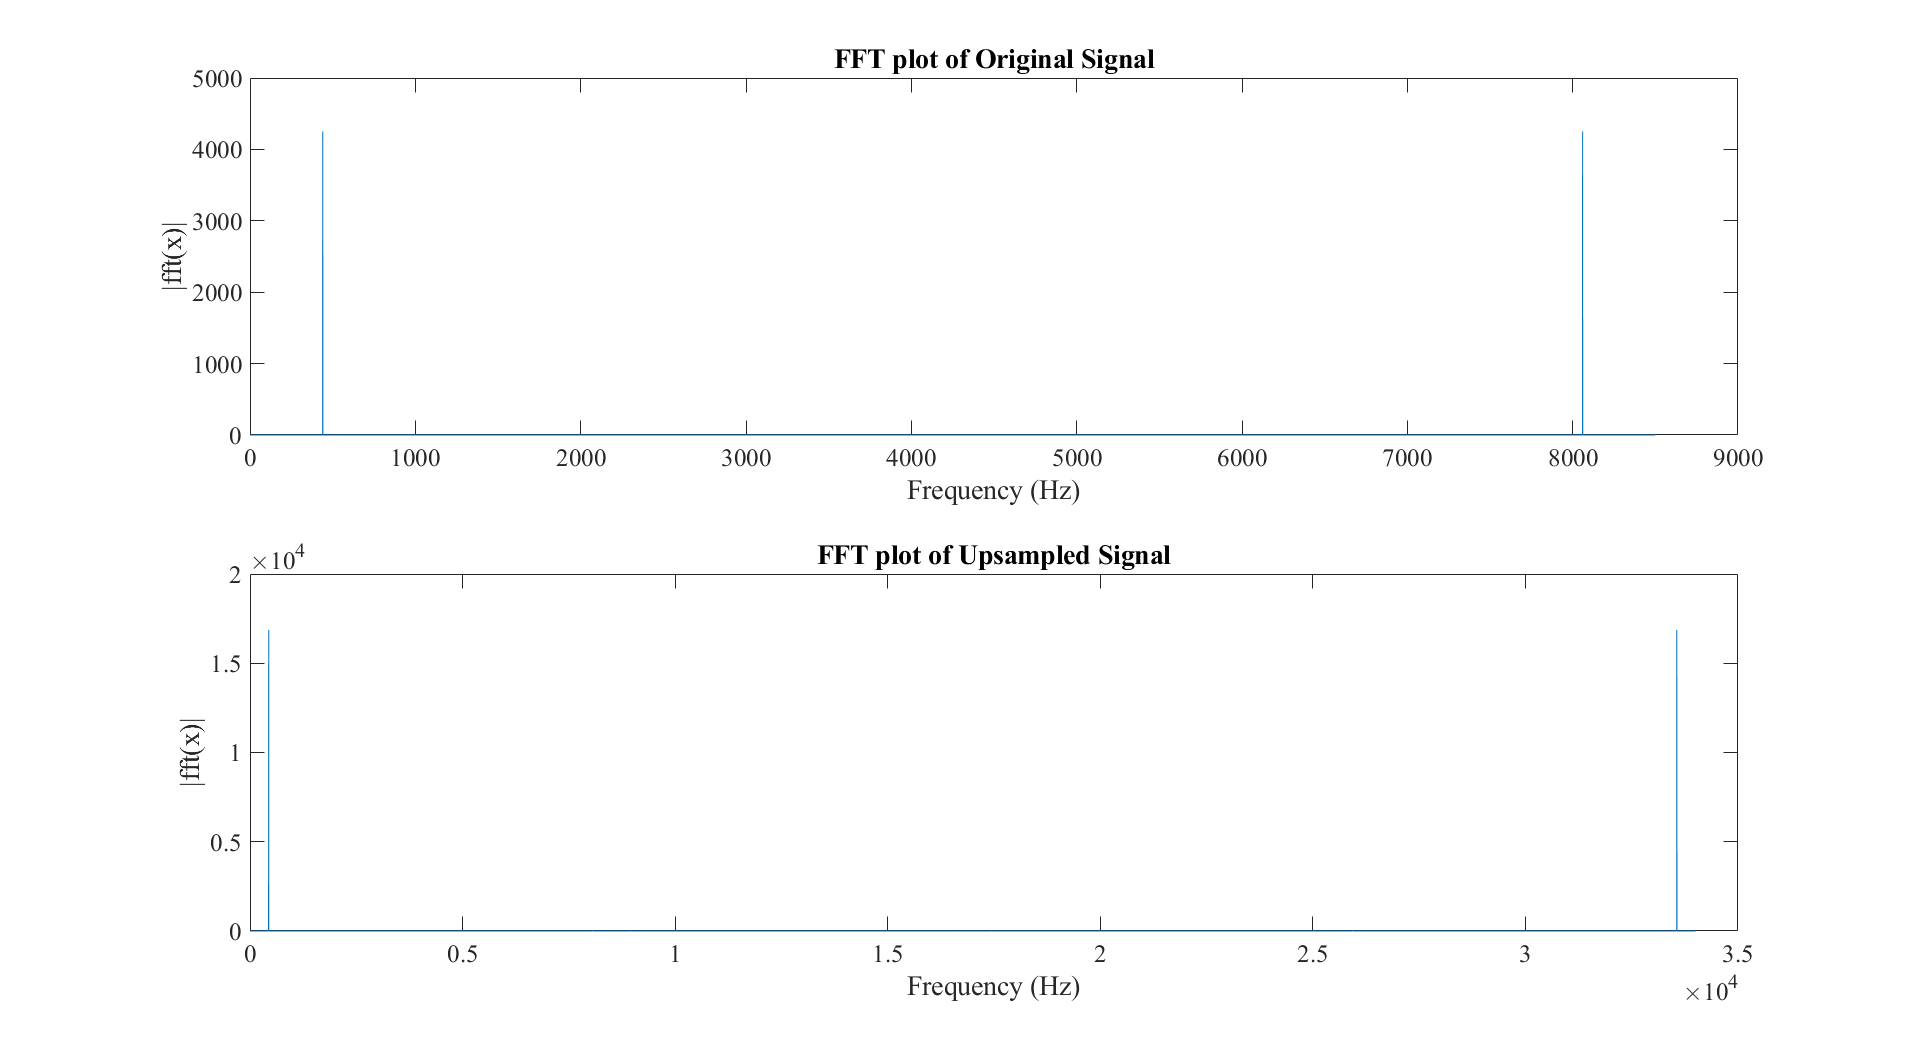 FFT plot of Original Signal
5000
4000
3000
2000
1000
0
|fft(x)|
0 1000 2000 3000 4000 5000 6000 7000 8000 9000
Frequency (Hz)
FFT plot of Upsampled Signal
×10⁴
2
1.5
1
0.5
0
|fft(x)|
0 0.5 1 1.5 2 2.5 3 3.5
Frequency (Hz)
×10⁴